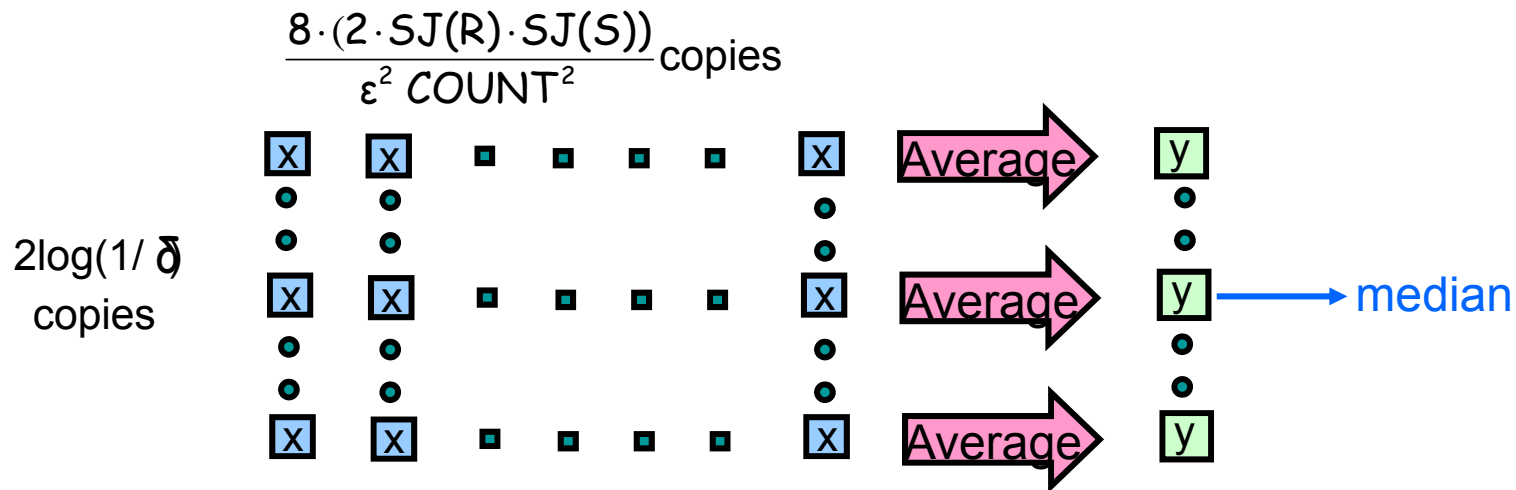 8·(2·SJ(R)·SJ(S))
ε² COUNT² copies
x x x Average y
2log(1/ δ)
copies
x x x Average y median
x x x Average y